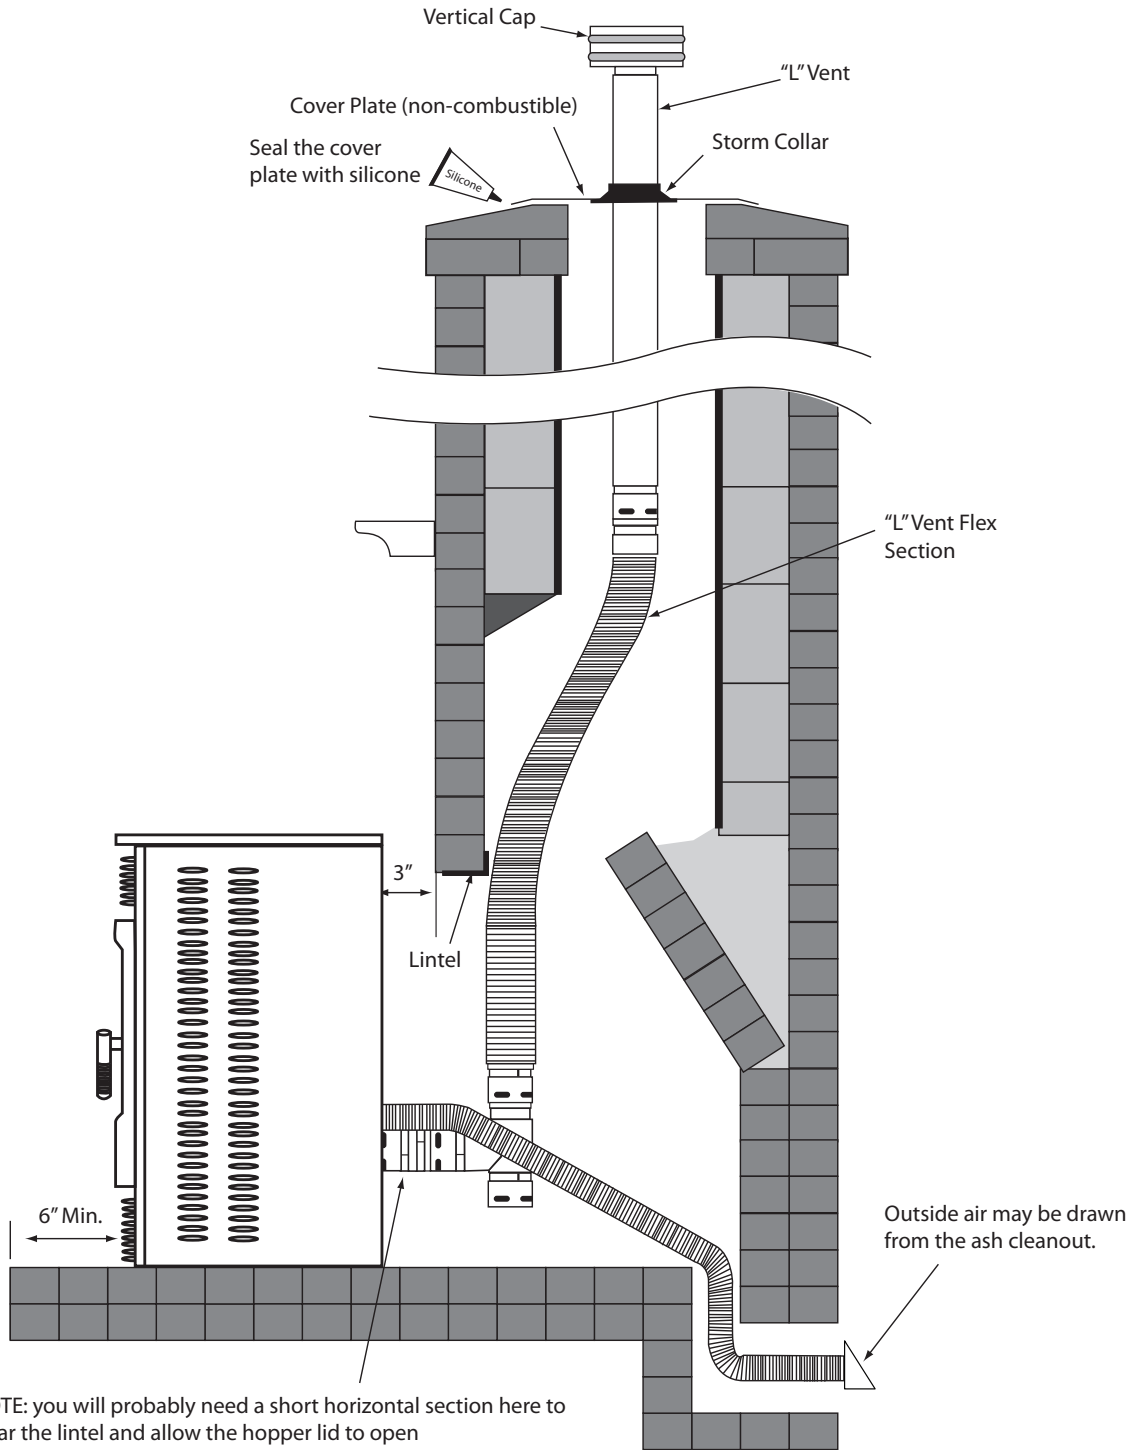 Vertical Cap
“L” Vent
Cover Plate (non-combustible)
Storm Collar
Seal the cover
plate with silicone
Silicone
“L” Vent Flex
Section
3”
Lintel
6” Min.
Outside air may be drawn
from the ash cleanout.
TE: you will probably need a short horizontal section here to
ar the lintel and allow the hopper lid to open